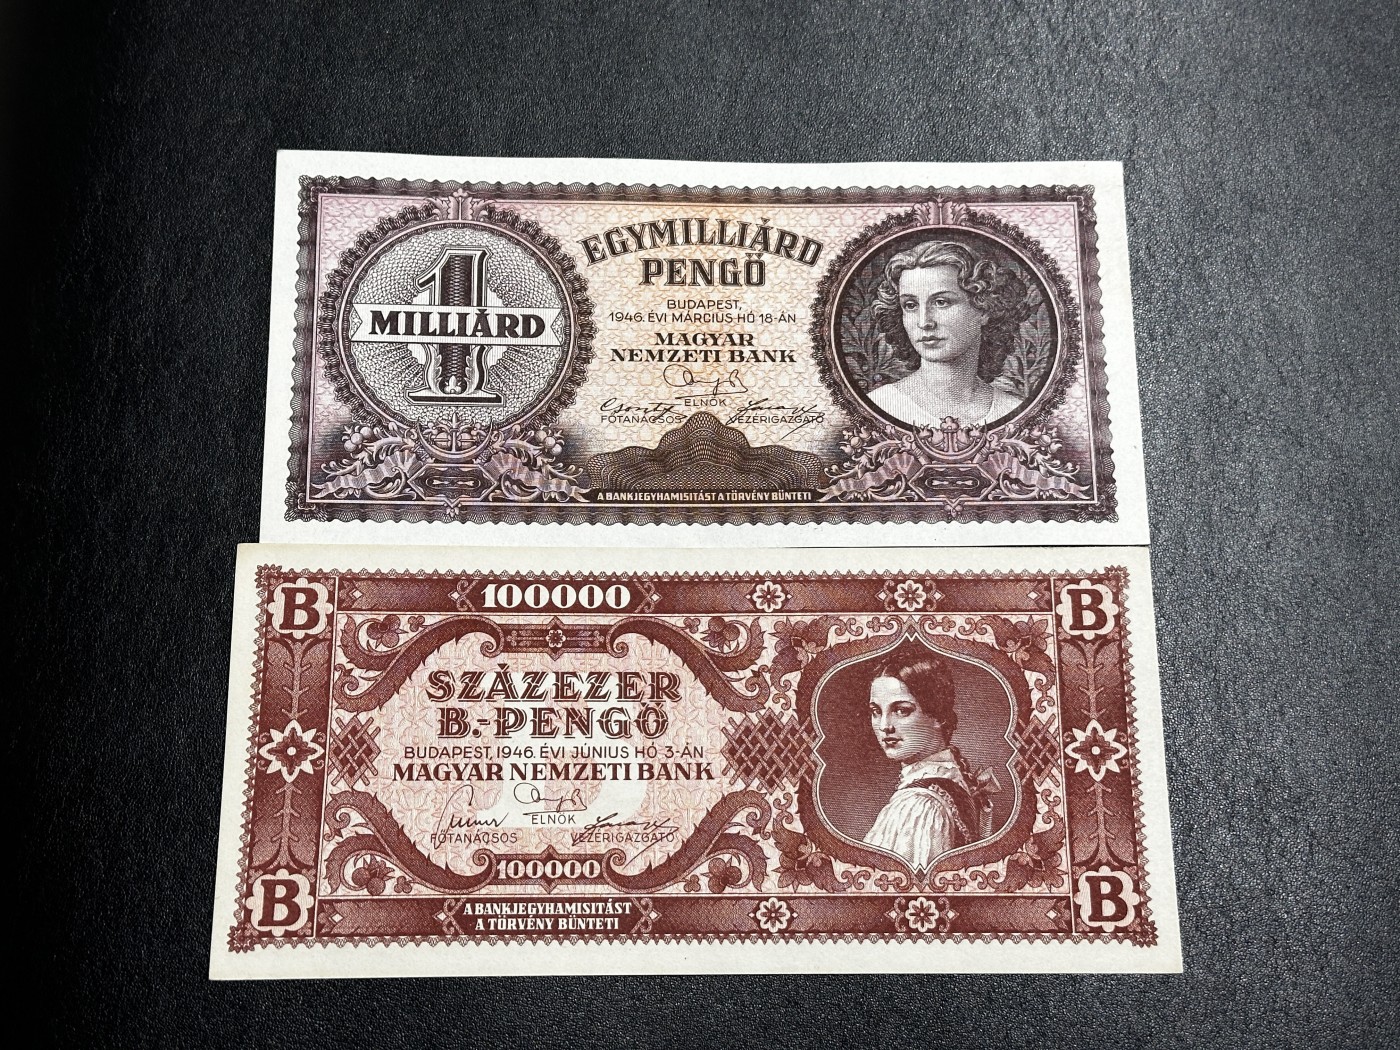 EGYMILLIÁRD
PENGŐ
1
MILLIÁRD
BUDAPEST,
1946. ÉVI MÁRCIUS HÓ 18-ÁN
MAGYAR
NEMZETI BANK
ELNÖK
FŐTANÁCSOS VEZÉRIGAZGATÓ
A BANKJEGYHAMISITÁST A TÖRVÉNY BÜNTETI
B 100000 B
SZÁZEZER
B.-PENGŐ
BUDAPEST, 1946. ÉVI JÚNIUS HÓ 3-ÁN
MAGYAR NEMZETI BANK
ELNÖK
FŐTANÁCSOS VEZÉRIGAZGATÓ
100000
B B
A BANKJEGYHAMISITÁST
A TÖRVÉNY BÜNTETI